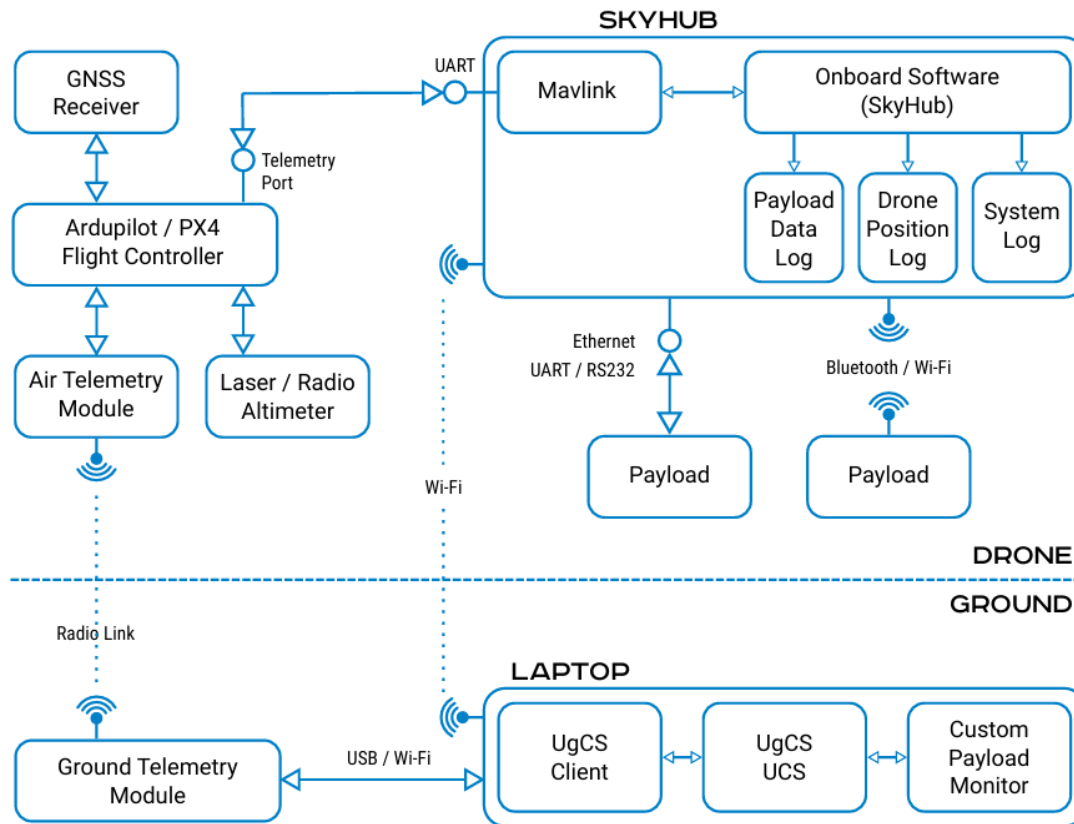 SKYHUB
GNSS
Receiver
UART
Mavlink
Onboard Software
(SkyHub)
Telemetry
Port
Ardupilot / PX4
Flight Controller
Payload
Data
Log
Drone
Position
Log
System
Log
Air Telemetry
Module
Laser / Radio
Altimeter
Ethernet
UART / RS232
Bluetooth / Wi-Fi
Payload
Payload
Wi-Fi
DRONE
GROUND
Radio Link
LAPTOP
Ground Telemetry
Module
USB / Wi-Fi
UgCS
Client
UgCS
UCS
Custom
Payload
Monitor